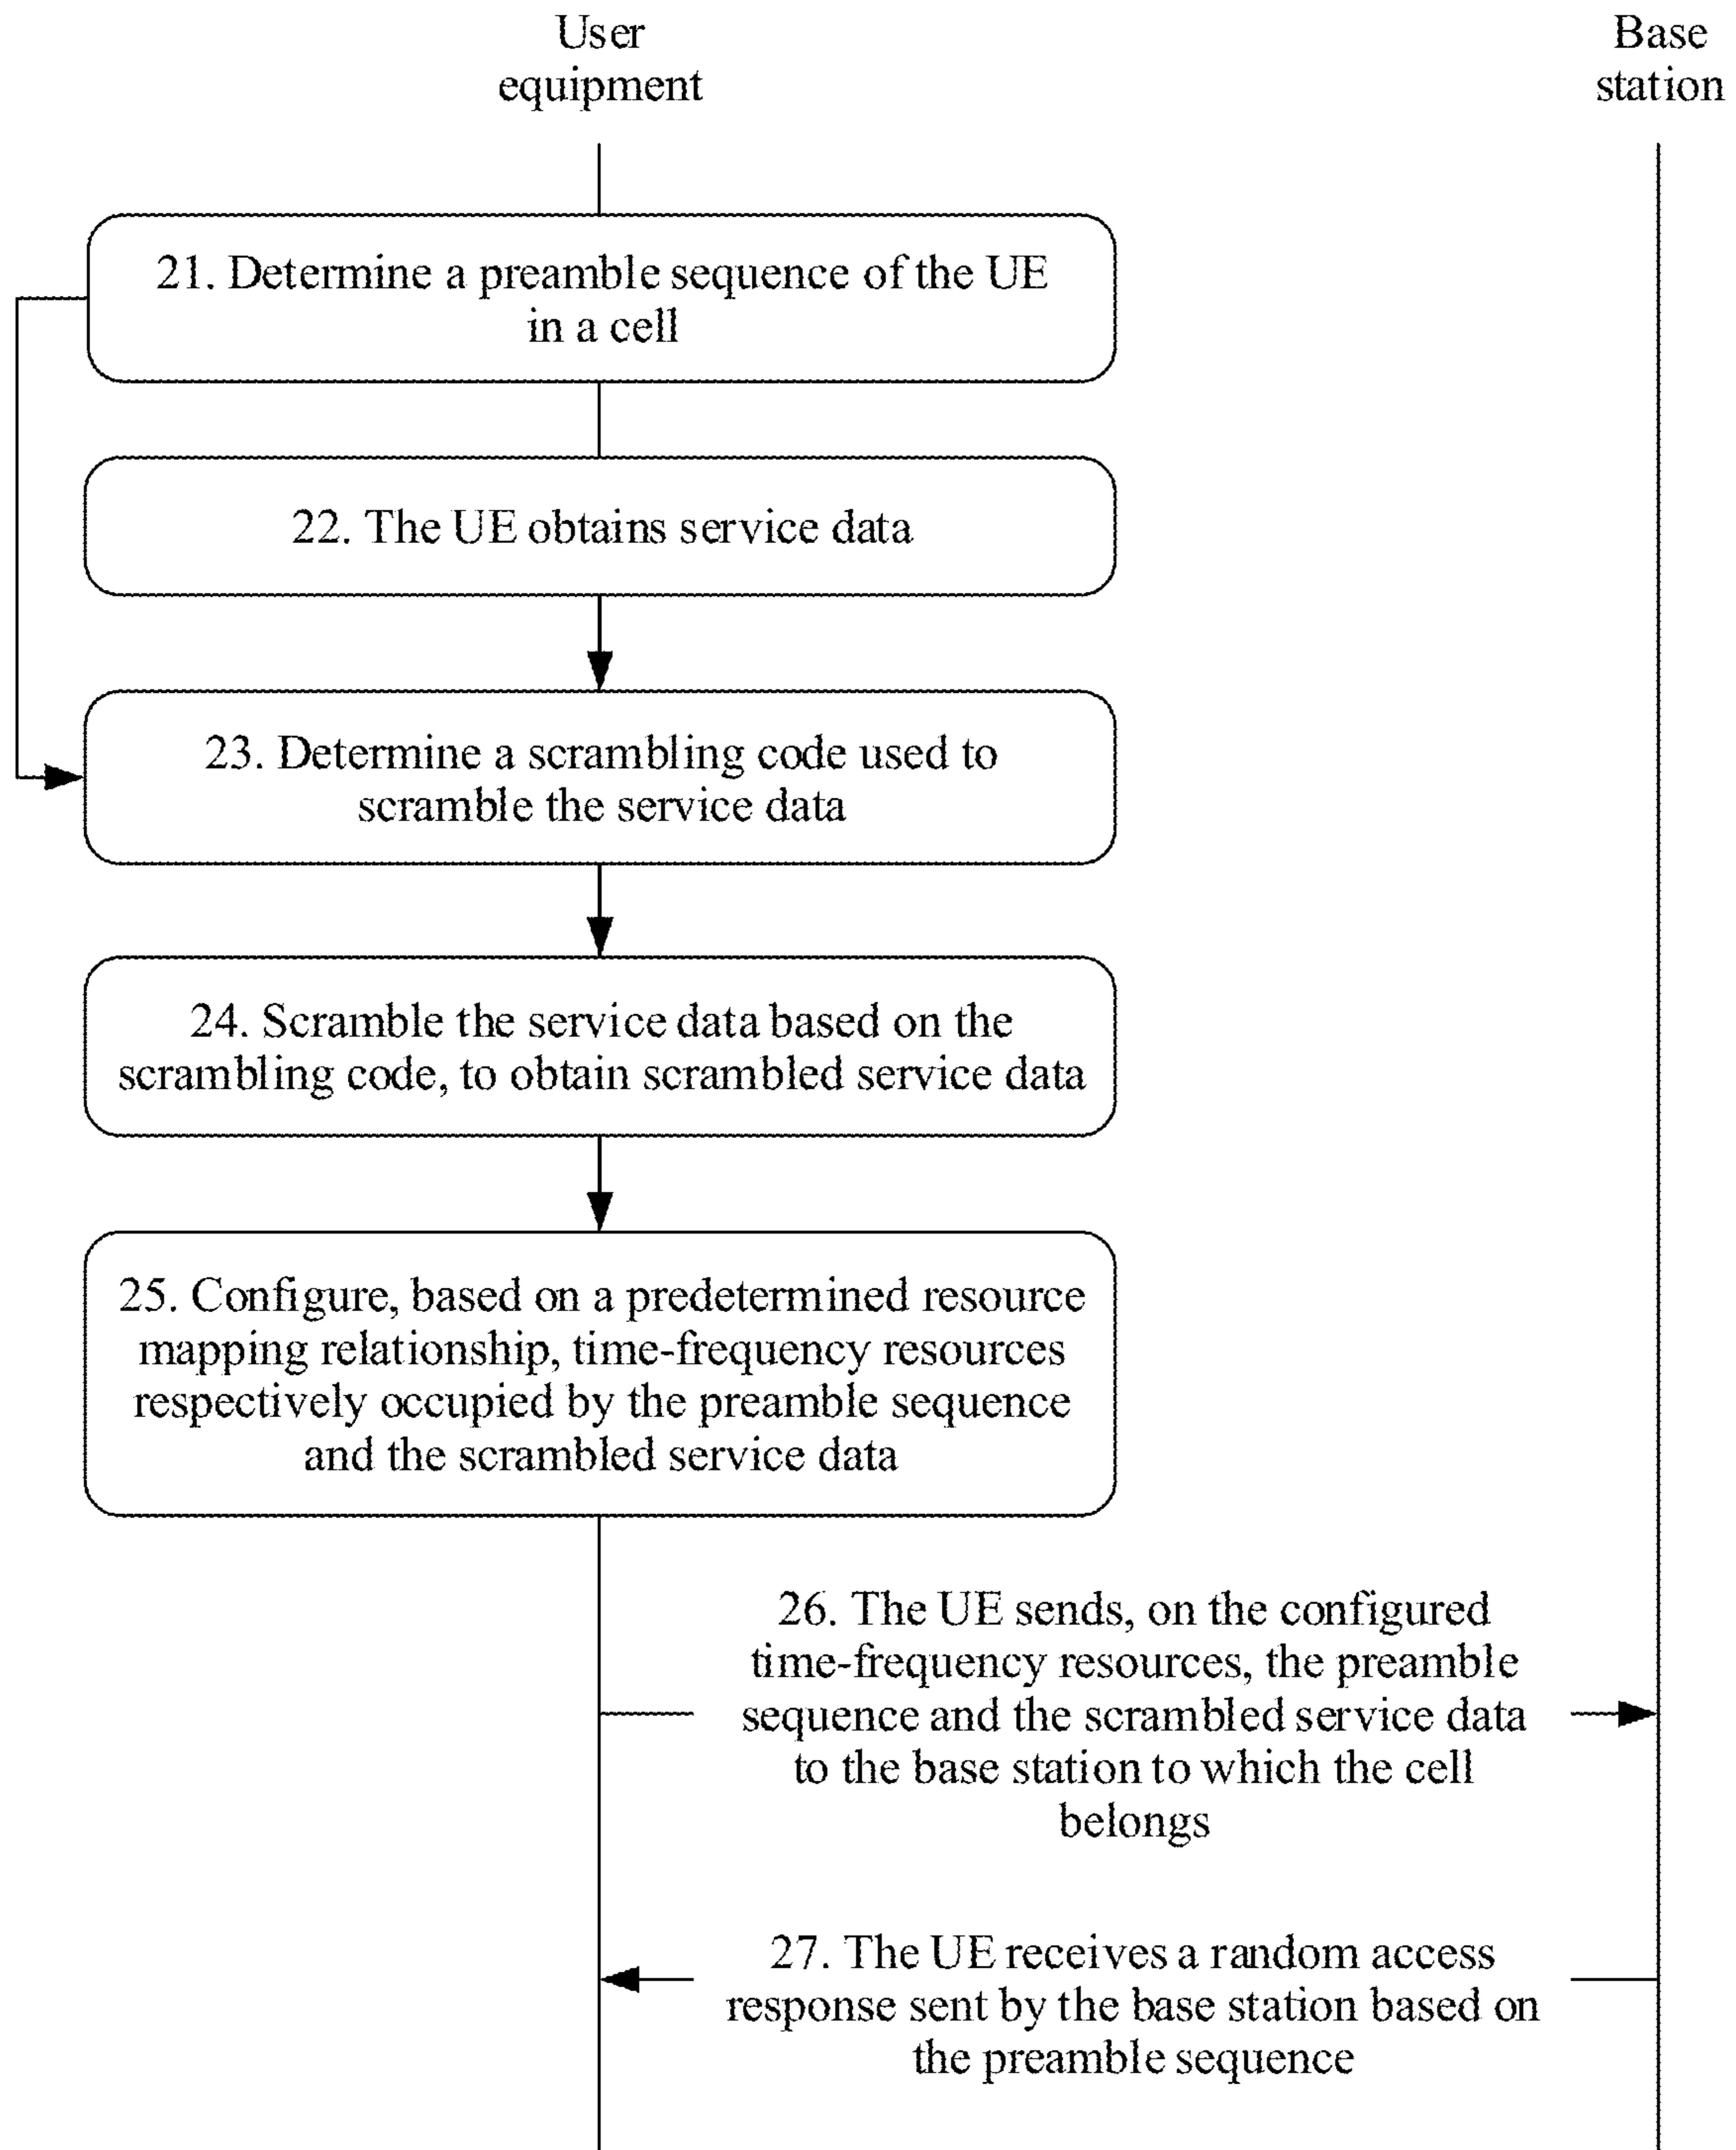 User
equipment
Base
station
21. Determine a preamble sequence of the UE
in a cell
22. The UE obtains service data
23. Determine a scrambling code used to
scramble the service data
24. Scramble the service data based on the
scrambling code, to obtain scrambled service data
25. Configure, based on a predetermined resource
mapping relationship, time-frequency resources
respectively occupied by the preamble sequence
and the scrambled service data
26. The UE sends, on the configured
time-frequency resources, the preamble
sequence and the scrambled service data
to the base station to which the cell
belongs
27. The UE receives a random access
response sent by the base station based on
the preamble sequence